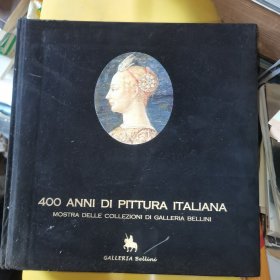 400 ANNI DI PITTURA ITALIANA
MOSTRA DELLE COLLEZIONI DI GALLERIA BELLINI
GALLERIA Bellini